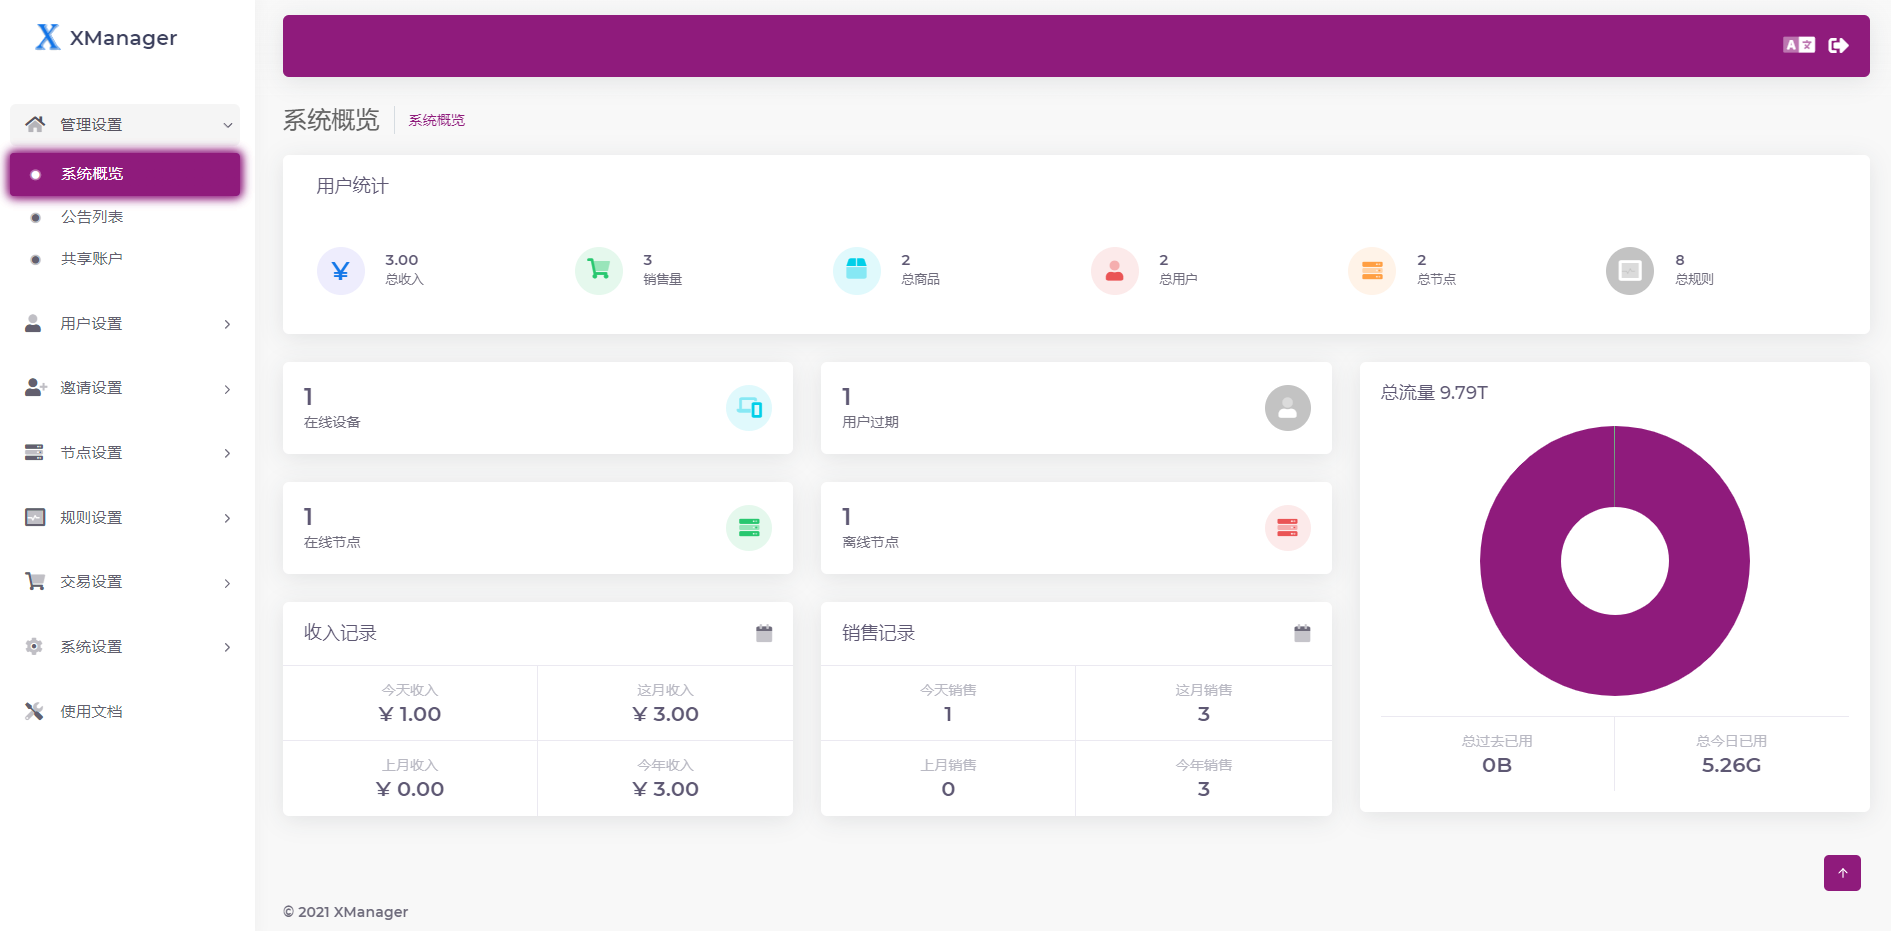 XManager
管理设置
系统概览
公告列表
共享账户
用户设置
邀请设置
节点设置
规则设置
交易设置
系统设置
使用文档
A 文
系统概览
系统概览
用户统计
3.00
总收入
3
销售量
2
总商品
2
总用户
2
总节点
8
总规则
1
在线设备
1
用户过期
1
在线节点
1
离线节点
收入记录
今天收入
¥ 1.00
这月收入
¥ 3.00
上月收入
¥ 0.00
今年收入
¥ 3.00
销售记录
今天销售
1
这月销售
3
上月销售
0
今年销售
3
总流量 9.79T
总过去已用
0B
总今日已用
5.26G
© 2021 XManager